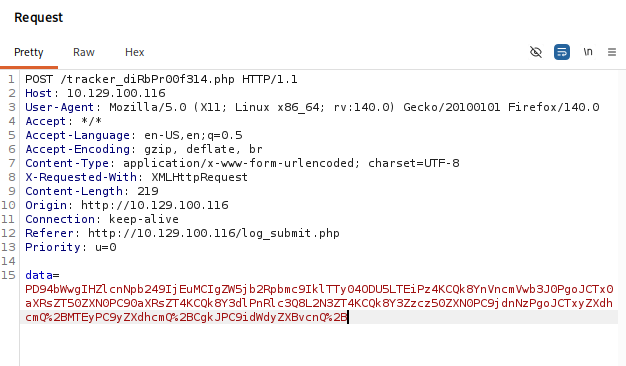 Request
Pretty Raw Hex \n
1 POST /tracker_diRbPr00f314.php HTTP/1.1
2 Host: 10.129.100.116
3 User-Agent: Mozilla/5.0 (X11; Linux x86_64; rv:140.0) Gecko/20100101 Firefox/140.0
4 Accept: */*
5 Accept-Language: en-US,en;q=0.5
6 Accept-Encoding: gzip, deflate, br
7 Content-Type: application/x-www-form-urlencoded; charset=UTF-8
8 X-Requested-With: XMLHttpRequest
9 Content-Length: 219
10 Origin: http://10.129.100.116
11 Connection: keep-alive
12 Referer: http://10.129.100.116/log_submit.php
13 Priority: u=0
14
15 data=
PD94bWwgIHZlcnNpb249IjEuMCIgZW5jb2Rpbmc9IklTTy04ODU5LTEiPz4KCQk8YnVncmVwb3J0PgoJCTx0
aXRsZT50ZXN0PC90aXRsZT4KCQk8Y3dlPnRlc3Q8L2N3ZT4KCQk8Y3Zzcz50ZXN0PC9jdnNzPgoJCTxyZXdh
cmQ%2BMTEyPC9yZXdhcmQ%2BCgkJPC9idWdyZXBvcnQ%2B